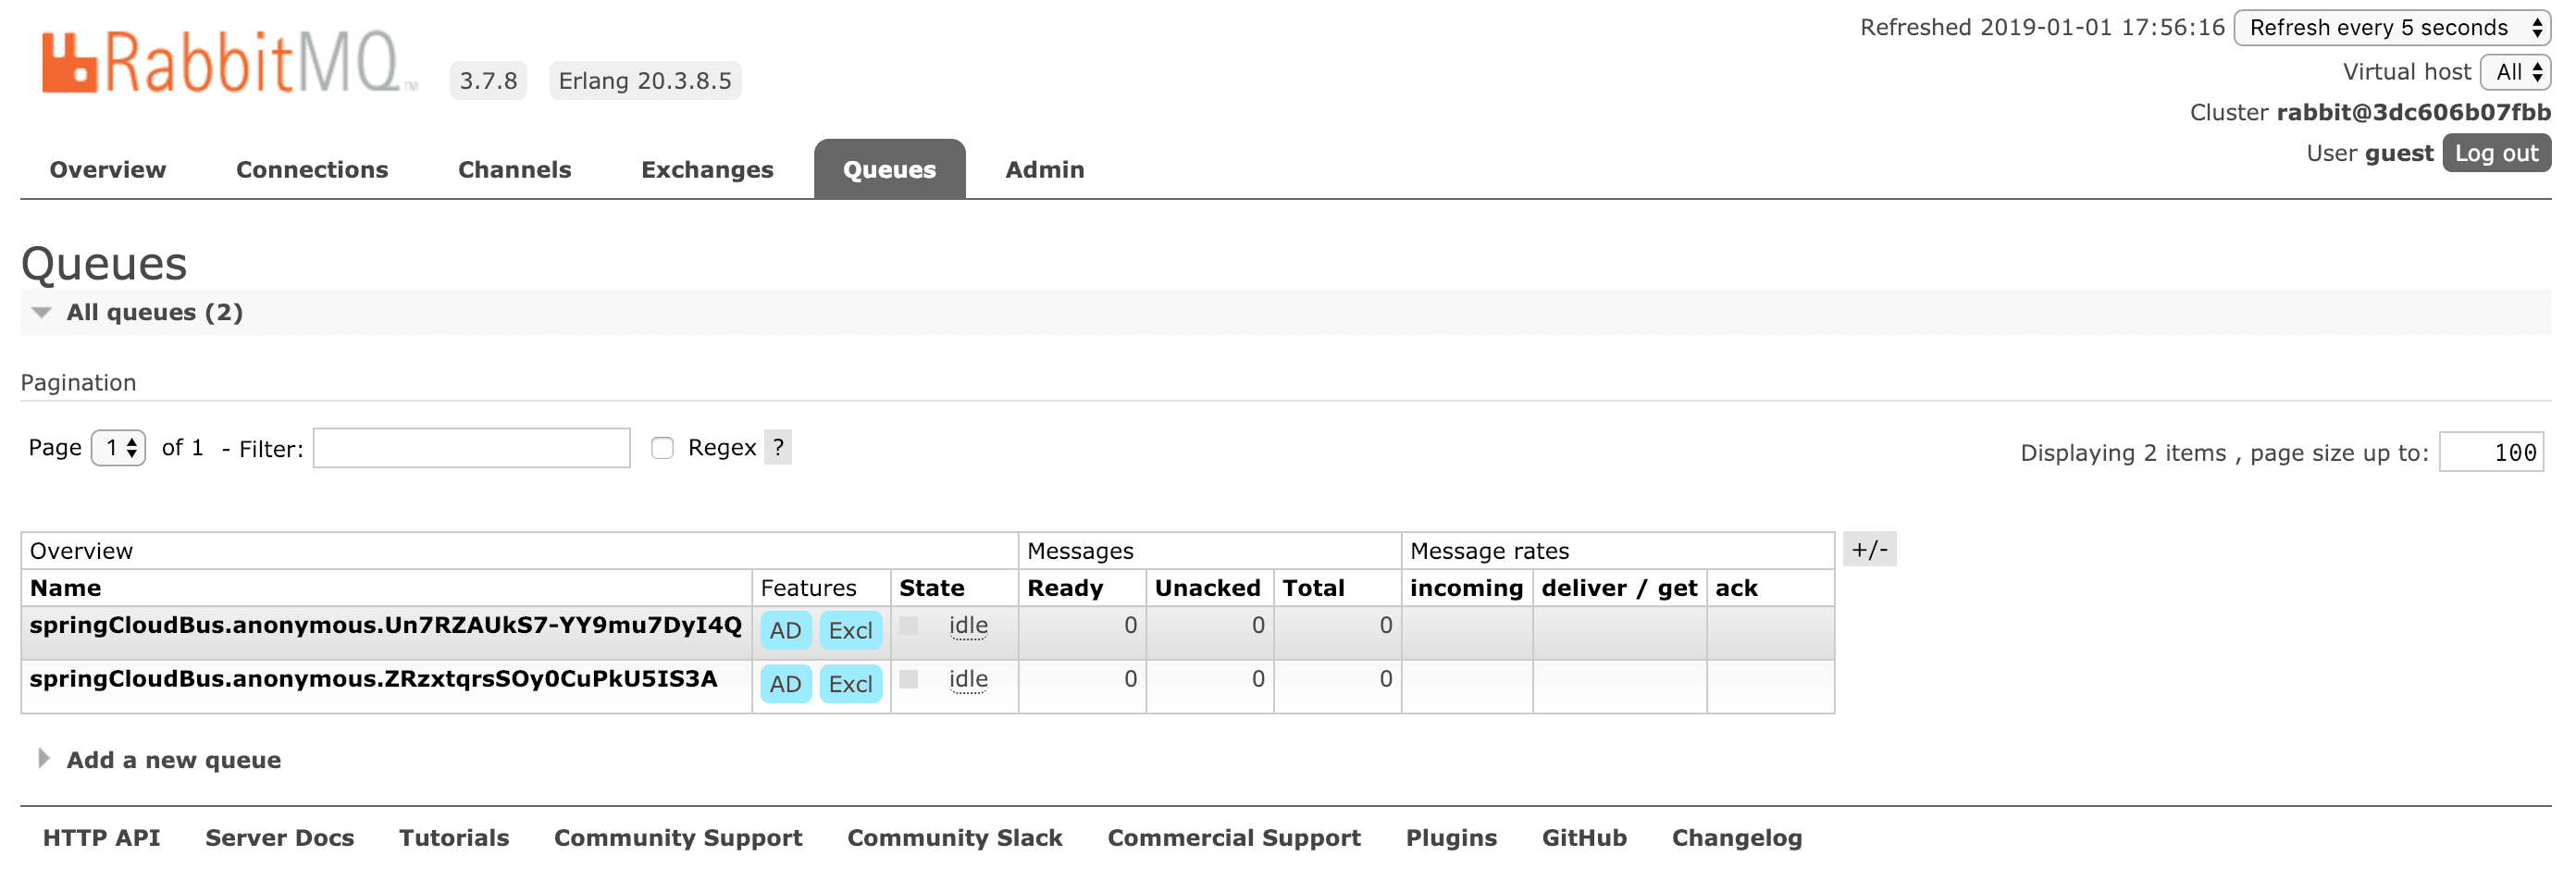 RabbitMQ TM 3.7.8 Erlang 20.3.8.5
Refreshed 2019-01-01 17:56:16 Refresh every 5 seconds
Virtual host All
Cluster rabbit@3dc606b07fbb
User guest Log out
Overview Connections Channels Exchanges Queues Admin
Queues
All queues (2)
Pagination
Page 1 of 1 - Filter: Regex ? Displaying 2 items , page size up to: 100
Overview Messages Message rates +/-
Name Features State Ready Unacked Total incoming deliver / get ack
springCloudBus.anonymous.Un7RZAUkS7-YY9mu7DyI4Q AD Excl idle 0 0 0
springCloudBus.anonymous.ZRzxtqrsSOy0CuPkU5IS3A AD Excl idle 0 0 0
Add a new queue
HTTP API Server Docs Tutorials Community Support Community Slack Commercial Support Plugins GitHub Changelog